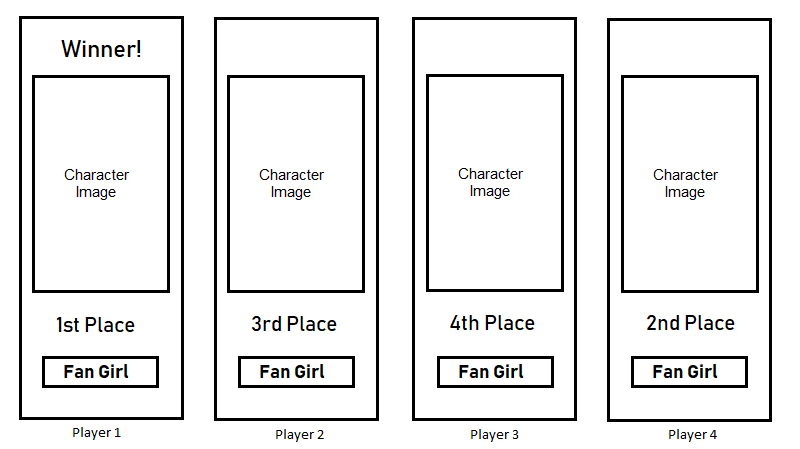 Winner!
Character
Image
1st Place
Fan Girl
Player 1
Character
Image
3rd Place
Fan Girl
Player 2
Character
Image
4th Place
Fan Girl
Player 3
Character
Image
2nd Place
Fan Girl
Player 4